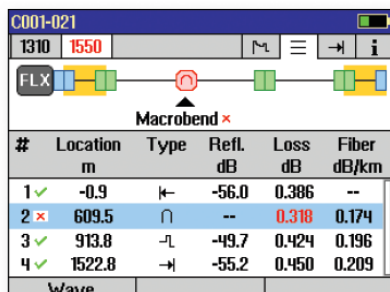 C001-021
1310 1550 i
FLX
Macrobend ×
# Location Type Refl. Loss Fiber
m dB dB dB/km
1 ✓ -0.9 -56.0 0.386 --
2 × 609.5 -- 0.318 0.174
3 ✓ 913.8 -49.7 0.424 0.196
4 ✓ 1522.8 -55.2 0.450 0.209
Wave